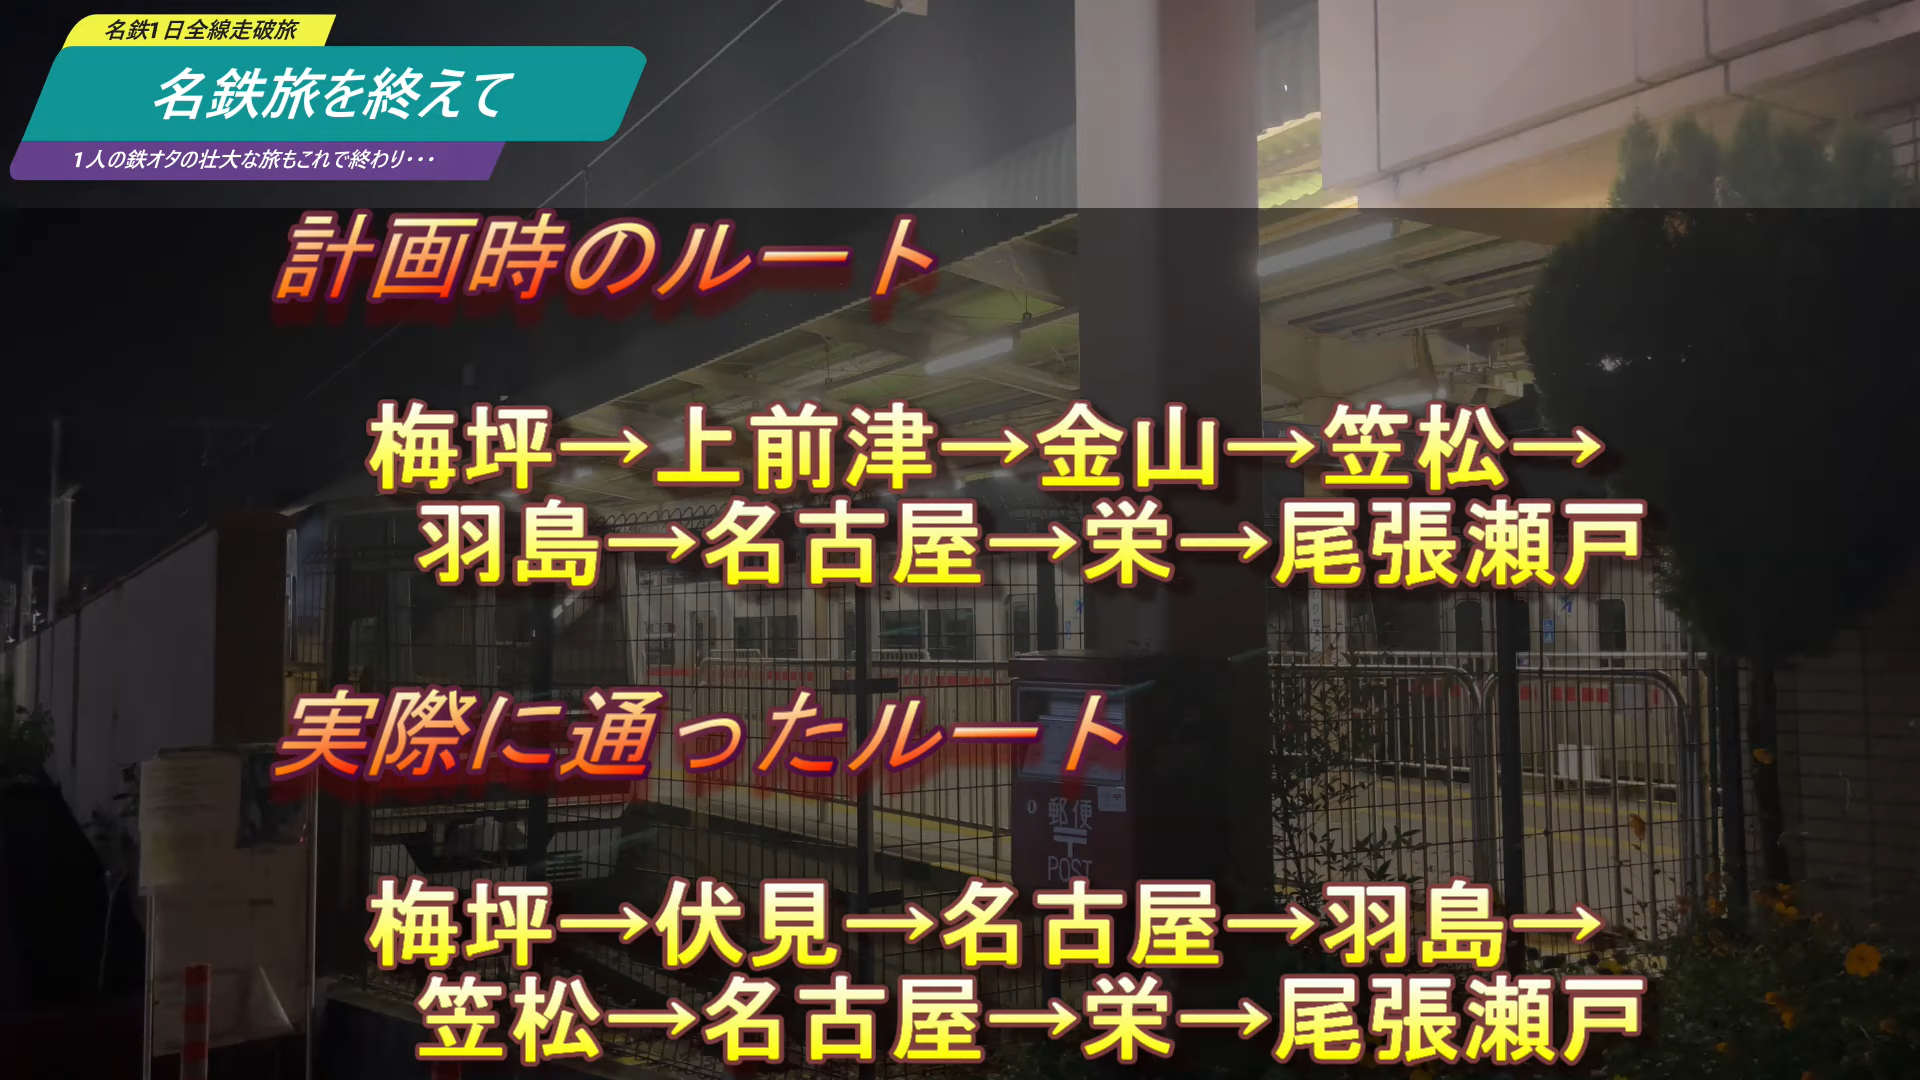 名鉄1日全線走破旅
名鉄旅を終えて
1人の鉄オタの壮大な旅もこれで終わり･･･
計画時のルート
梅坪→上前津→金山→笠松→
羽島→名古屋→栄→尾張瀬戸
実際に通ったルート
郵便
POST
梅坪→伏見→名古屋→羽島→
笠松→名古屋→栄→尾張瀬戸